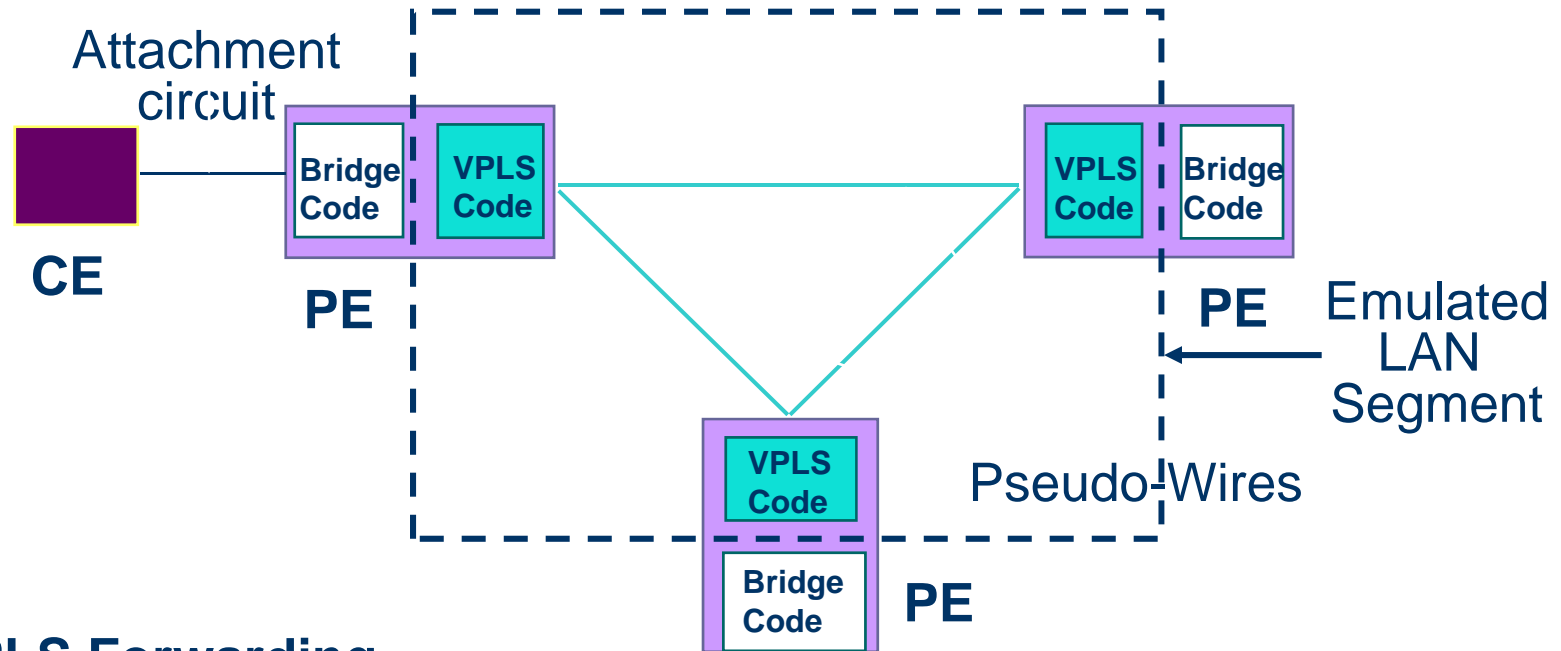 Attachment
circuit
Bridge
Code
VPLS
Code
CE
PE
VPLS
Code
Bridge
Code
PE
Emulated
LAN
Segment
VPLS
Code
Pseudo-Wires
Bridge
Code
PE
Forwarding